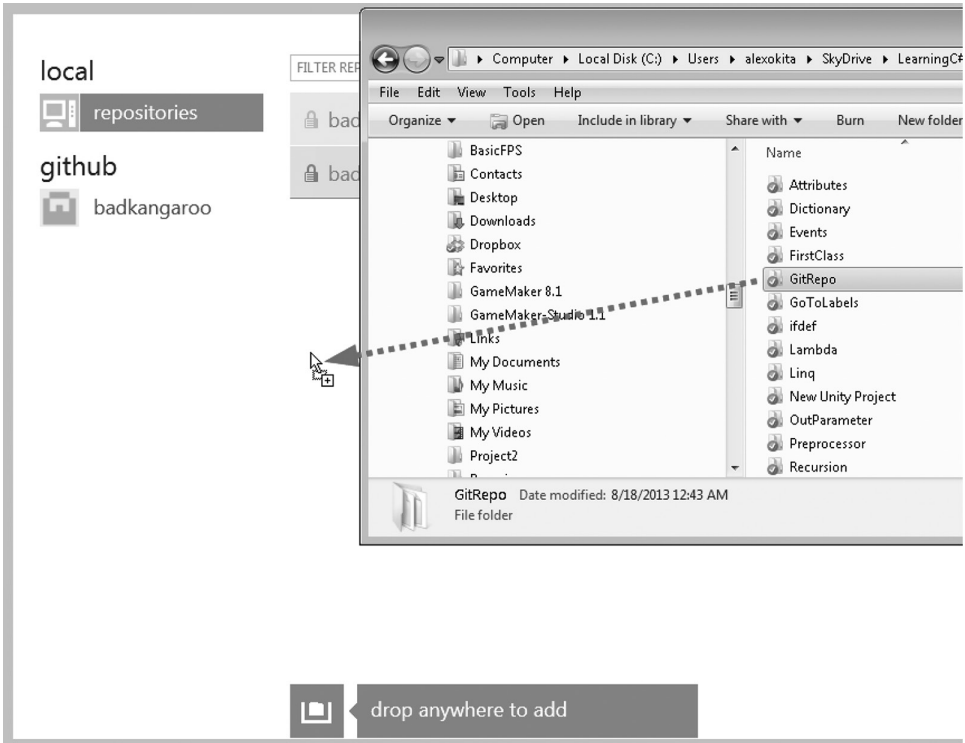 local
repositories
github
badkangaroo
FILTER REP
bad
bad
Computer ▸ Local Disk (C:) ▸ Users ▸ alexokita ▸ SkyDrive ▸ LearningC#
File Edit View Tools Help
Organize Open Include in library Share with Burn New folder
BasicFPS
Contacts
Desktop
Downloads
Dropbox
Favorites
GameMaker 8.1
GameMaker-Studio 1.1
Links
My Documents
My Music
My Pictures
My Videos
Project2
Name
Attributes
Dictionary
Events
FirstClass
GitRepo
GoToLabels
ifdef
Lambda
Linq
New Unity Project
OutParameter
Preprocessor
Recursion
GitRepo Date modified: 8/18/2013 12:43 AM
File folder
drop anywhere to add